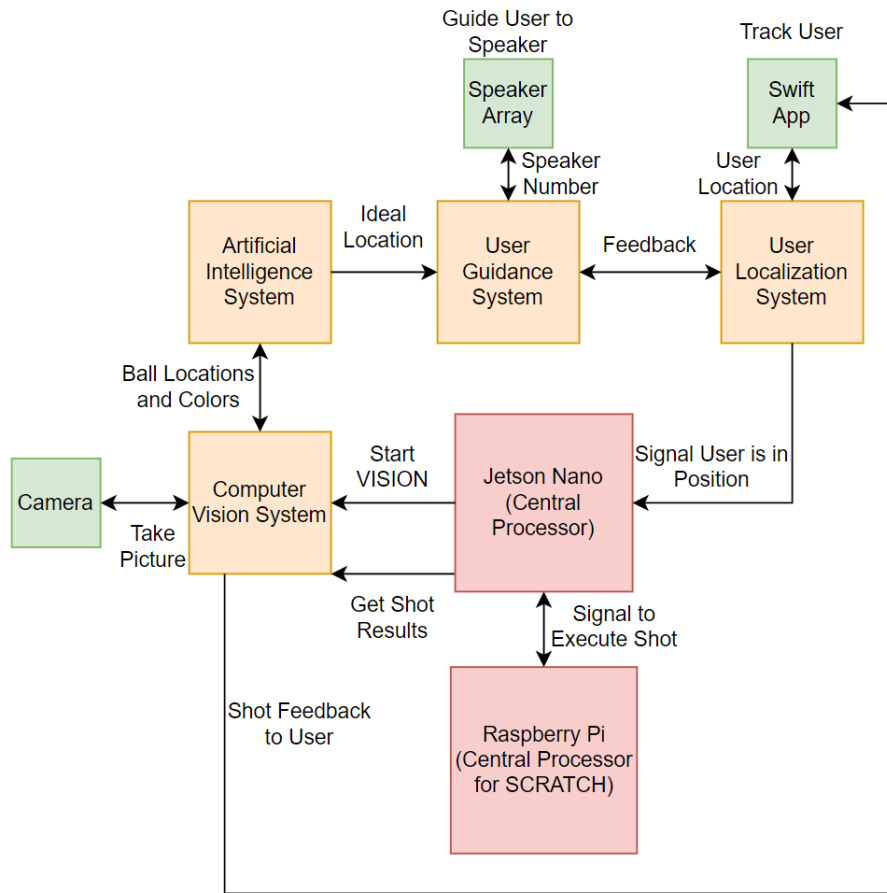 Guide User to
Speaker
Track User
Speaker
Array
Swift
App
Speaker
Number
User
Location
Ideal
Location
Artificial
Intelligence
System
User
Guidance
System
Feedback
User
Localization
System
Ball Locations
and Colors
Start
VISION
Jetson Nano
(Central
Processor)
Signal User is in
Position
Camera
Computer
Vision System
Take
Picture
Get Shot
Results
Signal to
Execute Shot
Shot Feedback
to User
Raspberry Pi
(Central Processor
for SCRATCH)